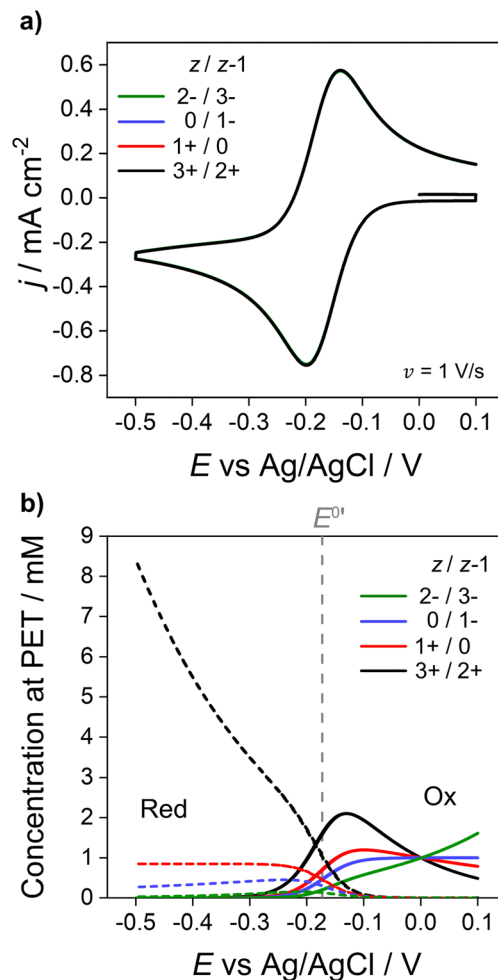 a)
z / z-1
2- / 3-
0 / 1-
1+ / 0
3+ / 2+
0.6
0.4
0.2
0.0
-0.2
-0.4
-0.6
-0.8
j / mA cm⁻²
ν = 1 V/s
-0.5 -0.4 -0.3 -0.2 -0.1 0.0 0.1
E vs Ag/AgCl / V
b)
E⁰'
z / z-1
2- / 3-
0 / 1-
1+ / 0
3+ / 2+
9
8
7
6
5
4
3
2
1
0
Concentration at PET / mM
Red
Ox
-0.5 -0.4 -0.3 -0.2 -0.1 0.0 0.1
E vs Ag/AgCl / V